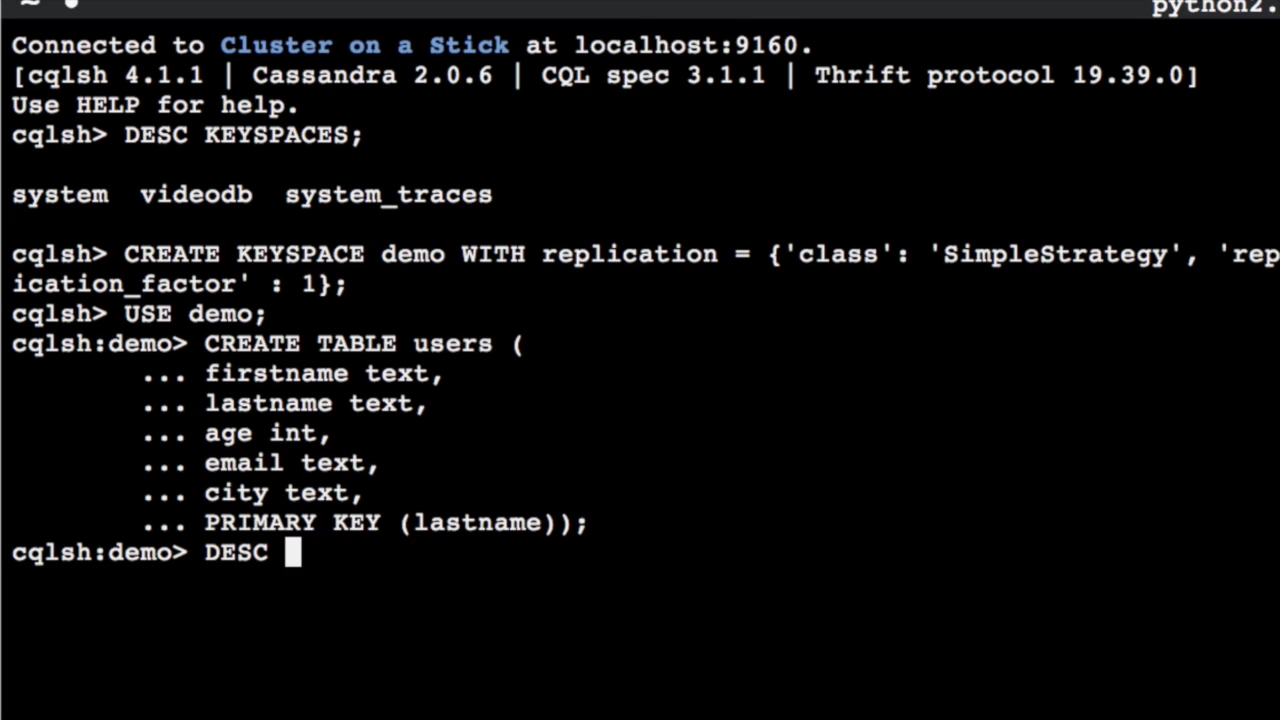 python2.
Connected to Cluster on a Stick at localhost:9160.
[cqlsh 4.1.1 | Cassandra 2.0.6 | CQL spec 3.1.1 | Thrift protocol 19.39.0]
Use HELP for help.
cqlsh> DESC KEYSPACES;
system  videodb  system_traces
cqlsh> CREATE KEYSPACE demo WITH replication = {'class': 'SimpleStrategy', 'rep
ication_factor' : 1};
cqlsh> USE demo;
cqlsh:demo> CREATE TABLE users (
... firstname text,
... lastname text,
... age int,
... email text,
... city text,
... PRIMARY KEY (lastname));
cqlsh:demo> DESC